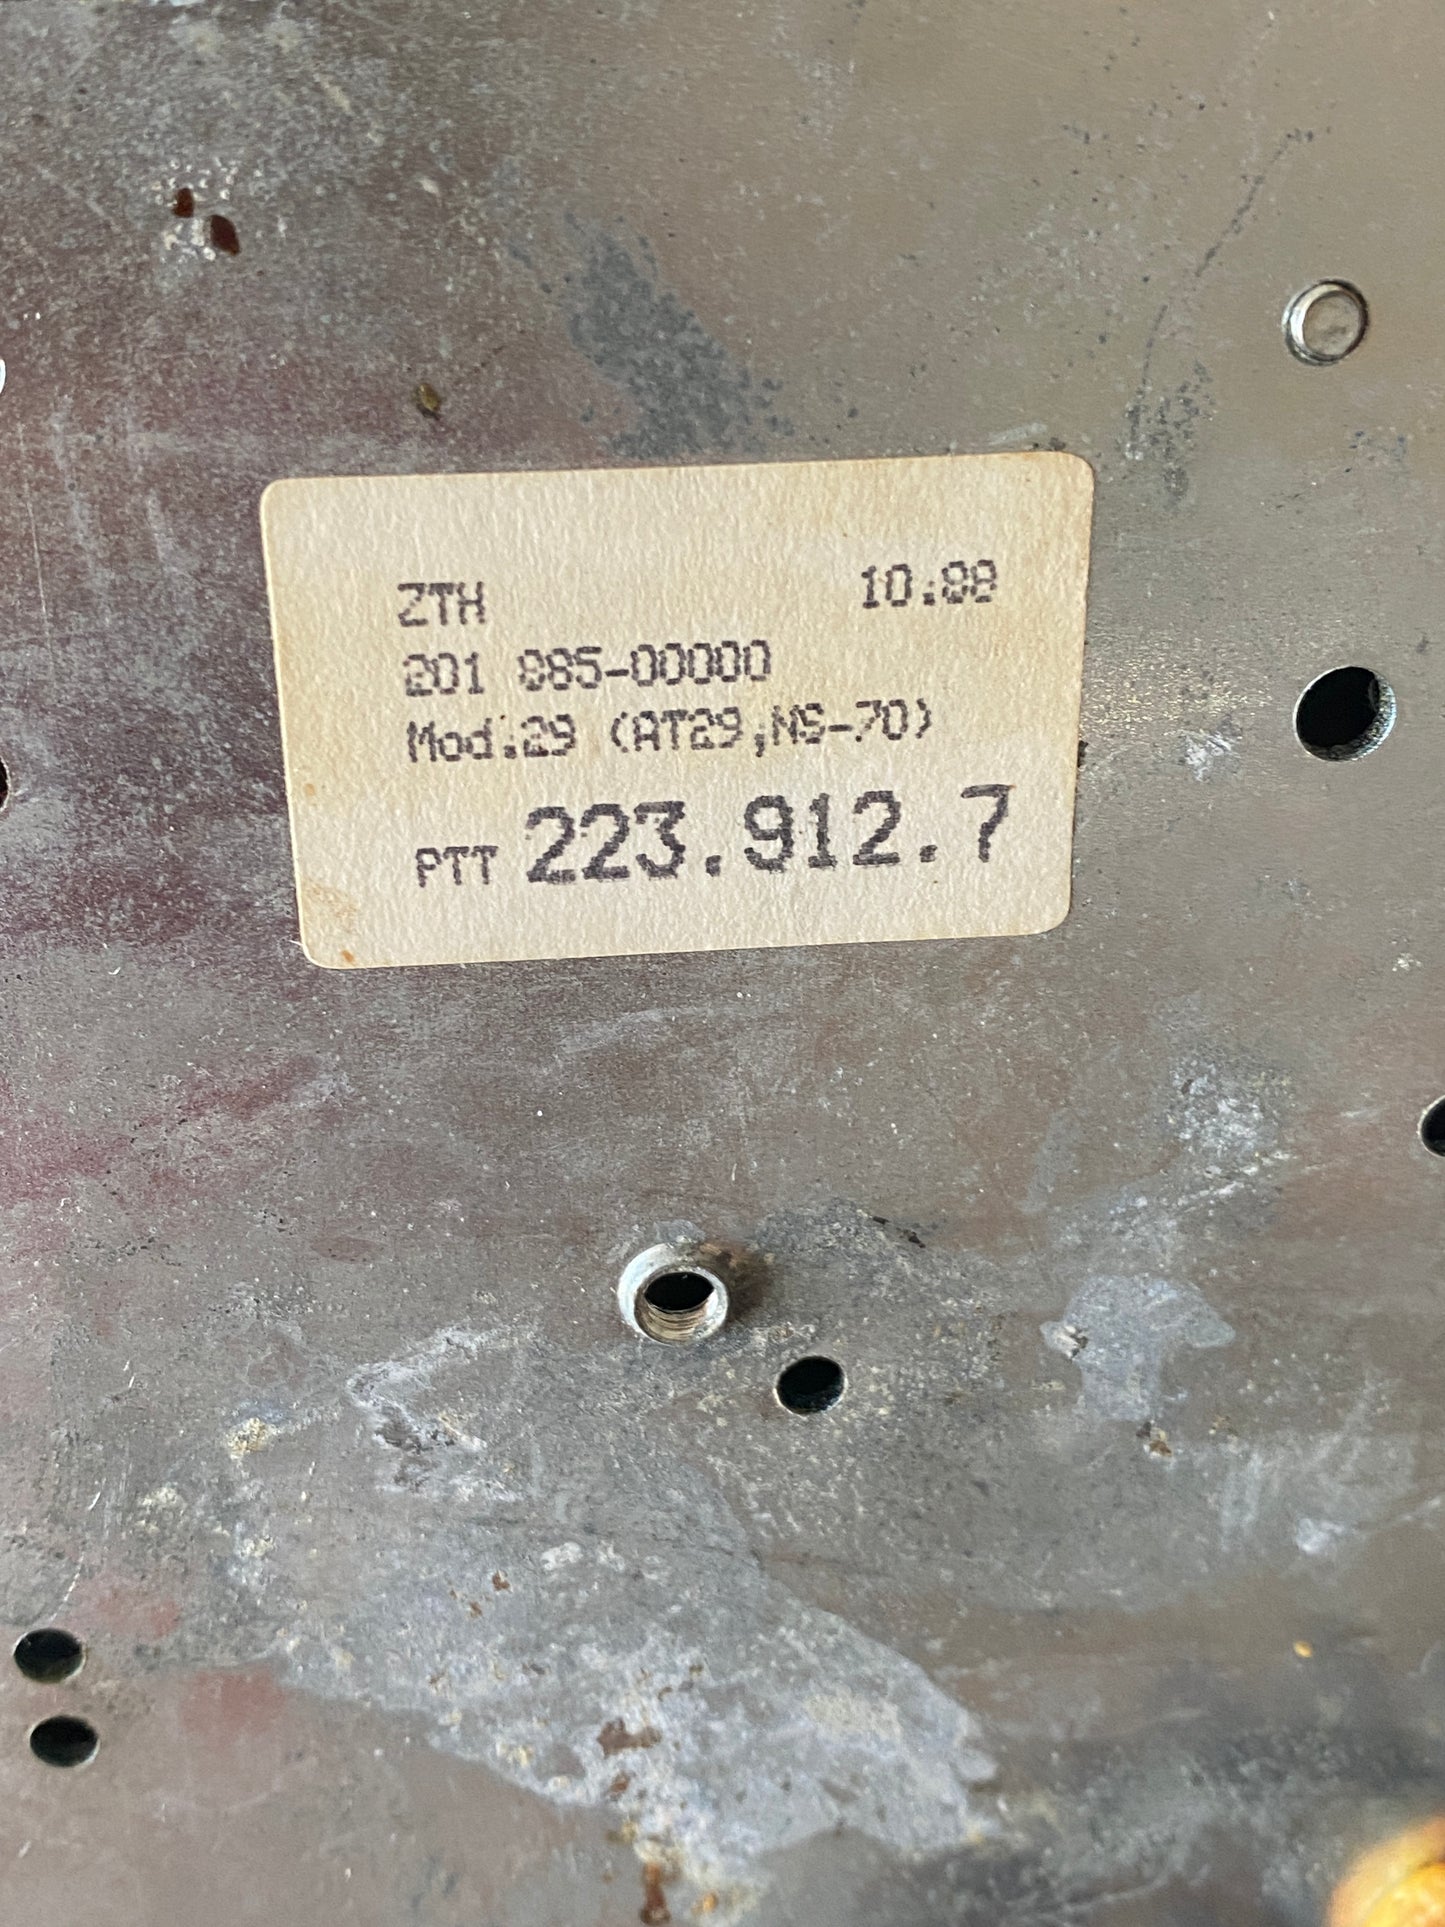 ZTH 10.88
201 885-00000
Mod.29 (AT29,NS-70)
PTT 223.912.7